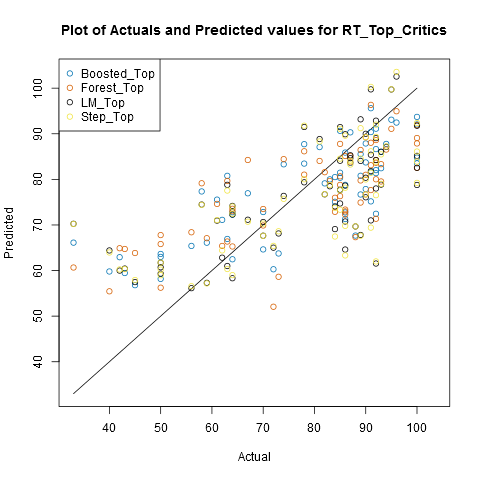 Plot of Actuals and Predicted values for RT_Top_Critics
Boosted_Top
Forest_Top
LM_Top
Step_Top
Predicted
100
90
80
70
60
50
40
40 50 60 70 80 90 100
Actual